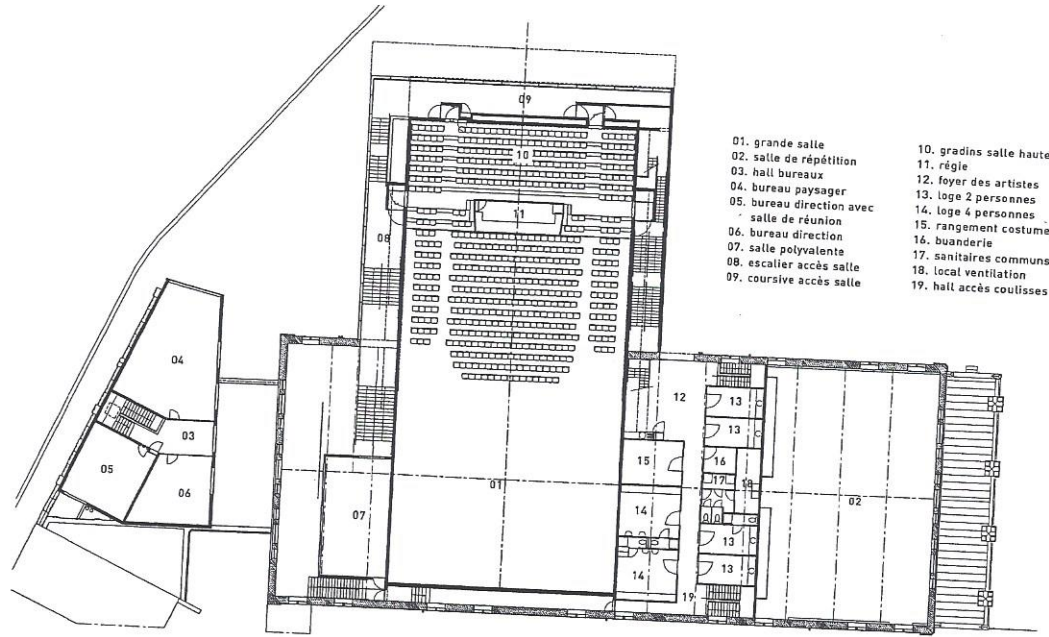 01. grande salle
02. salle de répétition
03. hall bureaux
04. bureau paysager
05. bureau direction avec
salle de réunion
06. bureau direction
07. salle polyvalente
08. escalier accès salle
09. coursive accès salle
10. gradins salle haute
11. régie
12. foyer des artistes
13. loge 2 personnes
14. loge 4 personnes
15. rangement costume
16. buanderie
17. sanitaires communs
18. local ventilation
19. hall accès coulisses
09
10
11
08
04
03
05
06
07
01
12
13
13
15
16
17
18
14
02
13
14
13
19